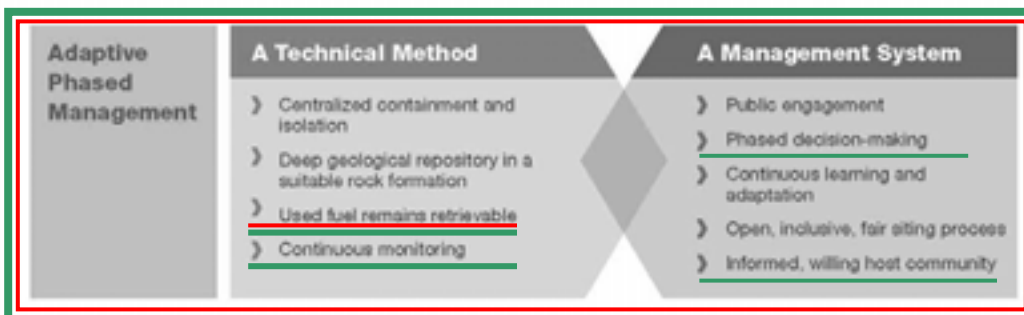 Adaptive
Phased
Management
A Technical Method
❯ Centralized containment and
isolation
❯ Deep geological repository in a
suitable rock formation
❯ Used fuel remains retrievable
❯ Continuous monitoring
A Management System
❯ Public engagement
❯ Phased decision-making
❯ Continuous learning and
adaptation
❯ Open, inclusive, fair siting process
❯ Informed, willing host community